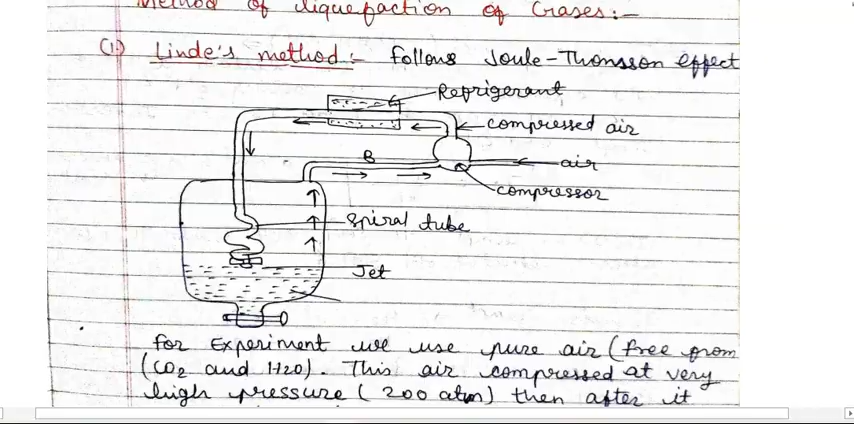 Method of liquefaction of Gases:-
(1.) Linde's method:- follows Joule-Thomsson effect
Refrigerant
compressed air
B
air
compressor
spiral tube
Jet
for Experiment we use pure air (free from
(CO2 and H2O). This air compressed at very
high pressure (200 atm) then after it